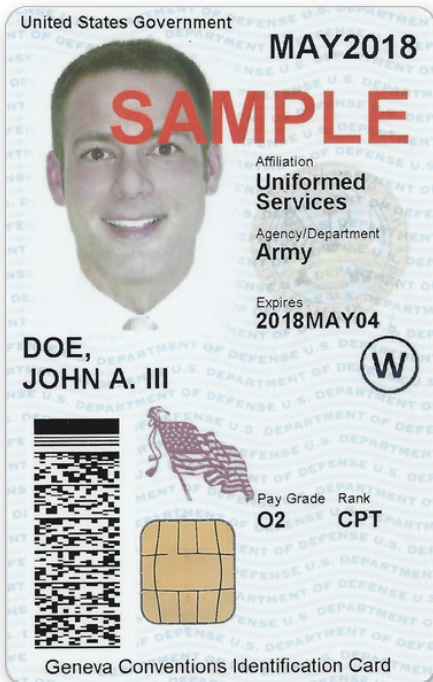 United States Government
MAY2018
SAMPLE
Affiliation
Uniformed
Services
Agency/Department
Army
Expires
2018MAY04
DOE,
JOHN A. III
W
Pay Grade Rank
O2 CPT
Geneva Conventions Identification Card